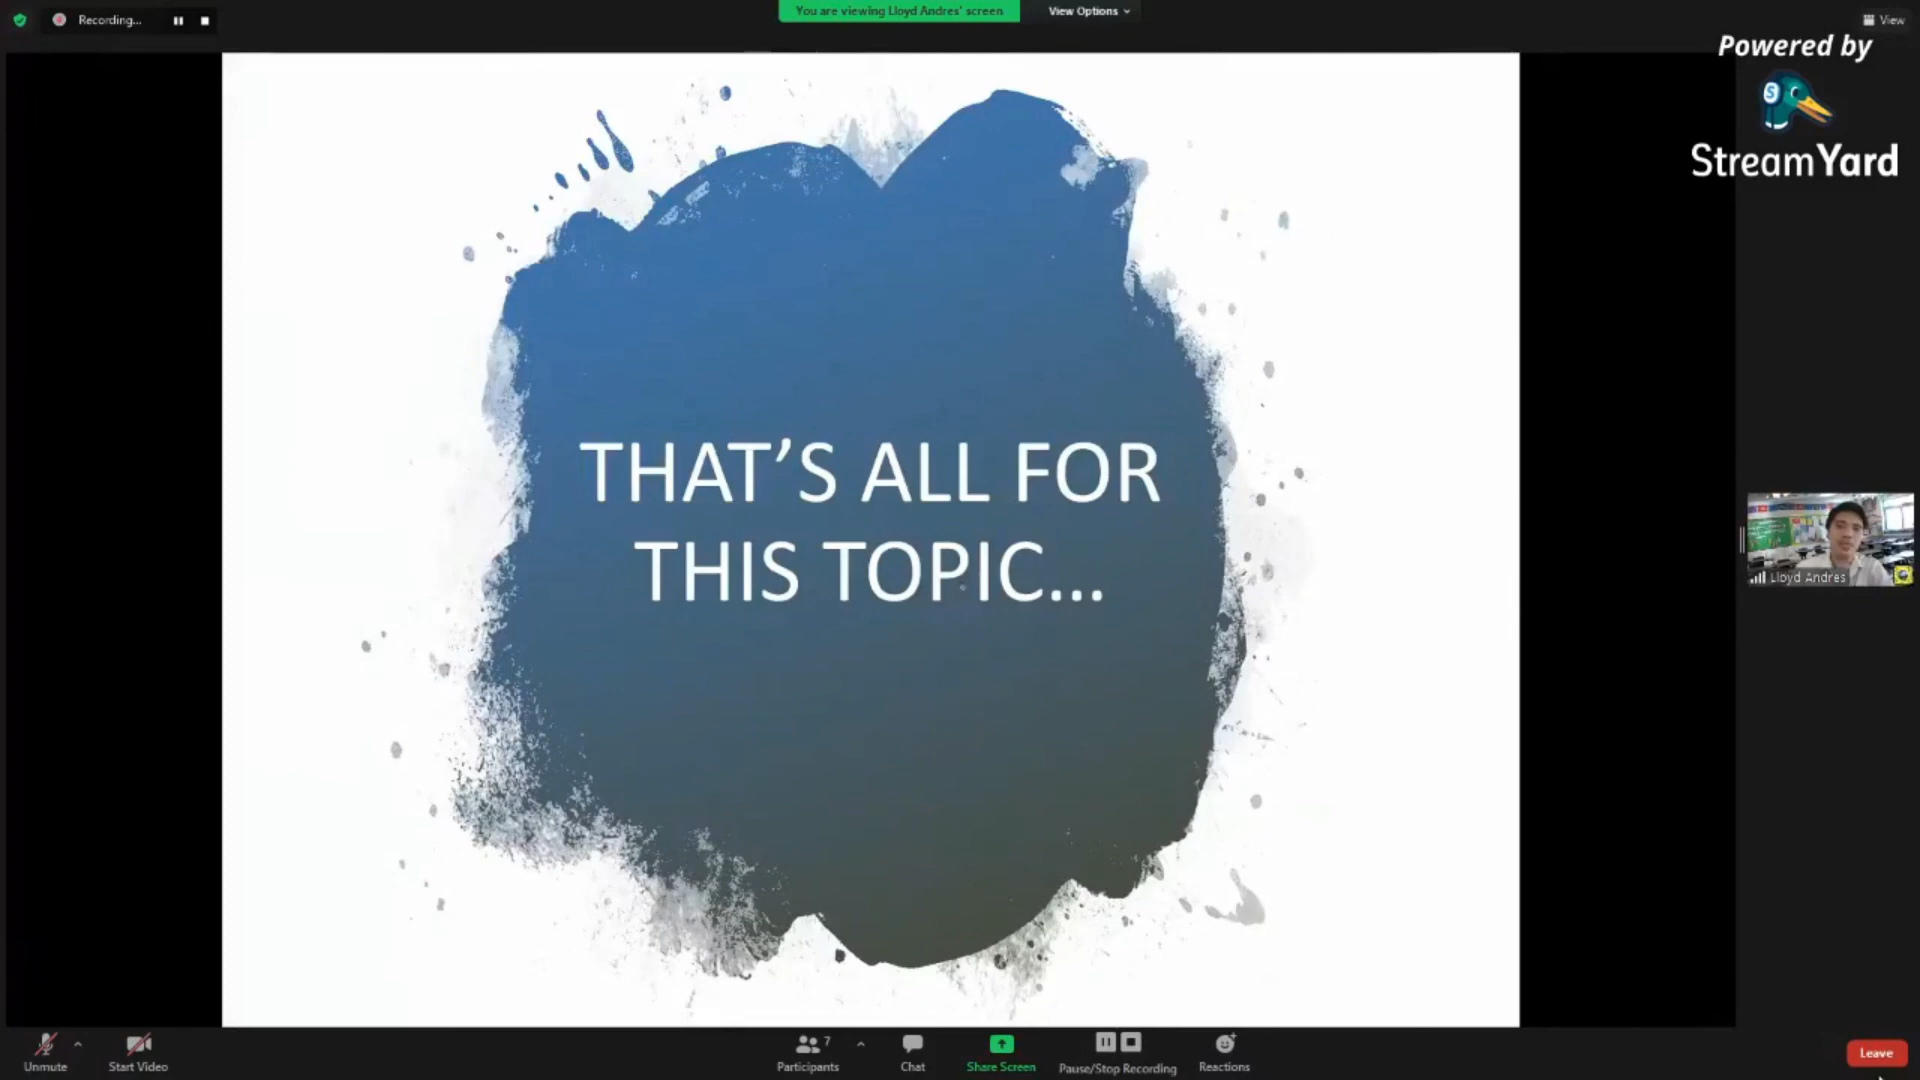 Recording...
You are viewing Lloyd Andres' screen
View Options
View
Powered by
S
StreamYard
THAT'S ALL FOR
THIS TOPIC...
Lloyd Andres
Unmute
Start Video
7
Participants
Chat
Share Screen
Pause/Stop Recording
Reactions
Leave